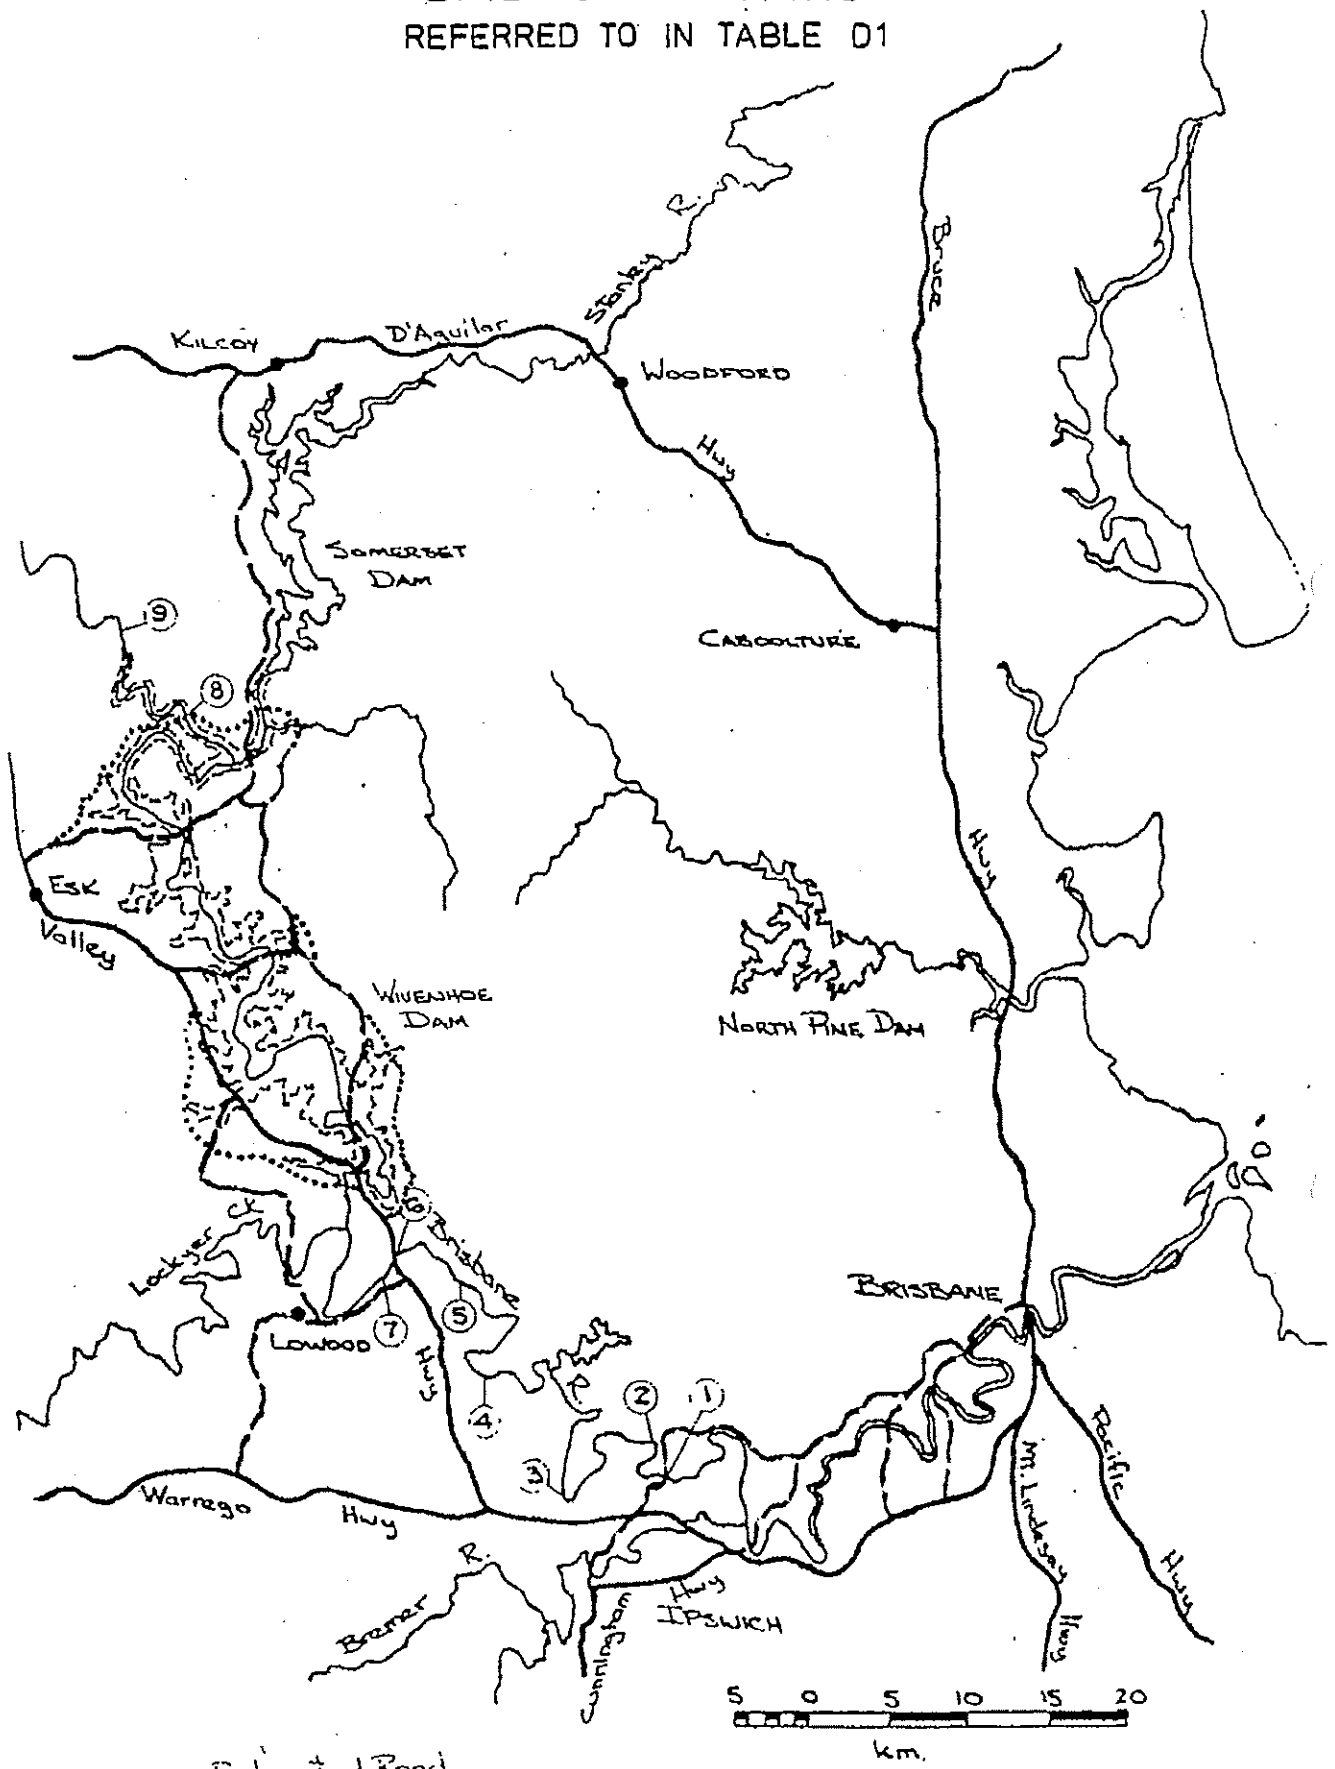 REFERRED TO IN TABLE D1
Stanley R.
Bruce
KILCOY
D'Aguilar
WOODFORD
Hwy
SOMERSET
DAM
9
CABOOLTURE
8
Hwy
ESK
Valley
WIVENHOE
DAM
NORTH PINE DAM
6
Brisbane
Lockyer CK.
BRISBANE
5
7
LOWOOD
Hwy
R.
2
1
4
Pacific
Mt. Lindesay
3
Warrego
Hwy
R.
Hwy
Hwy
Bremer
IPSWICH
Cunningham
Hwy
5 0 5 10 15 20
km.
Road